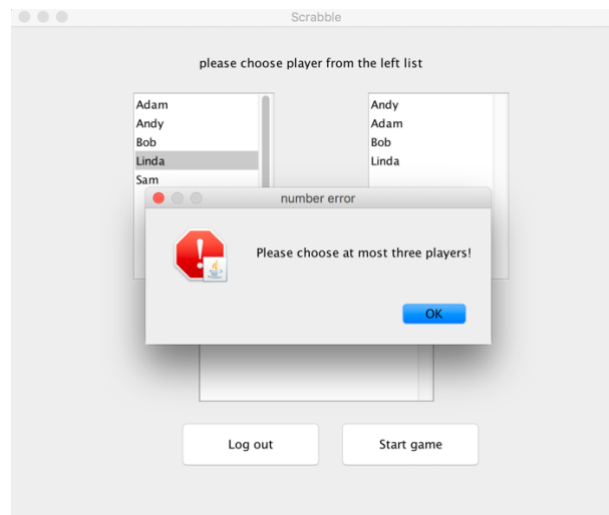 Scrabble
please choose player from the left list
Adam
Andy
Bob
Linda
Sam
Andy
Adam
Bob
Linda
number error
Please choose at most three players!
OK
Log out
Start game